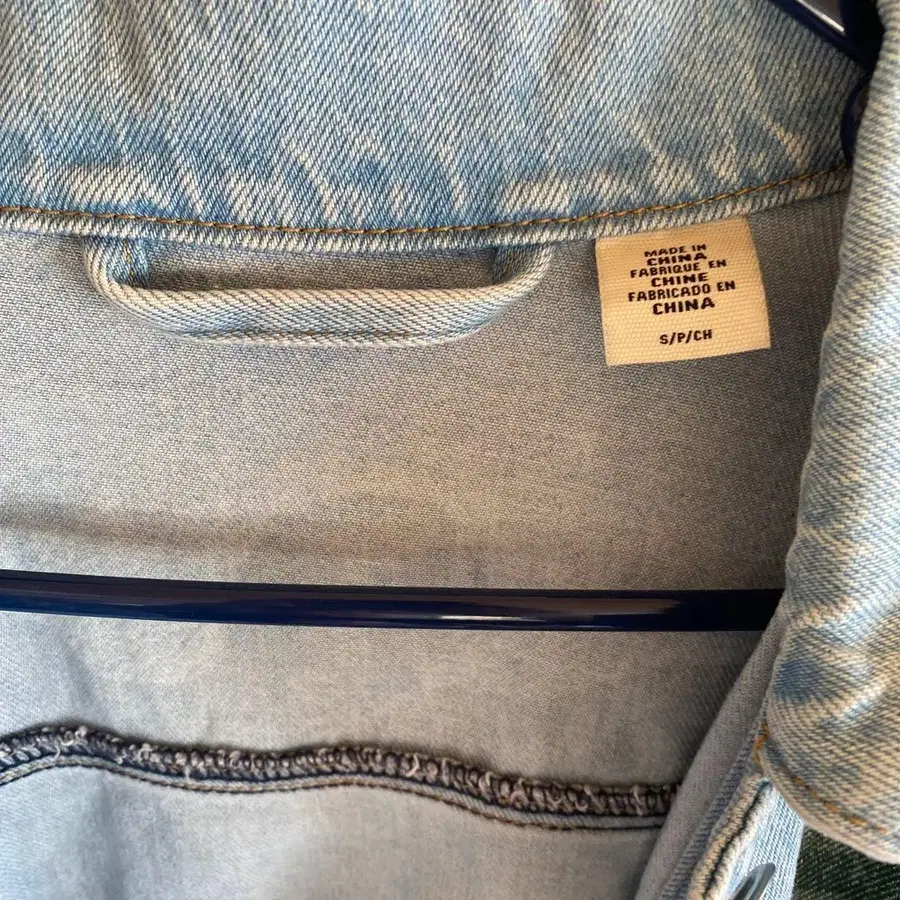 MADE IN
CHINA
FABRIQUE EN
CHINE
FABRICADO EN
CHINA
S/P/CH